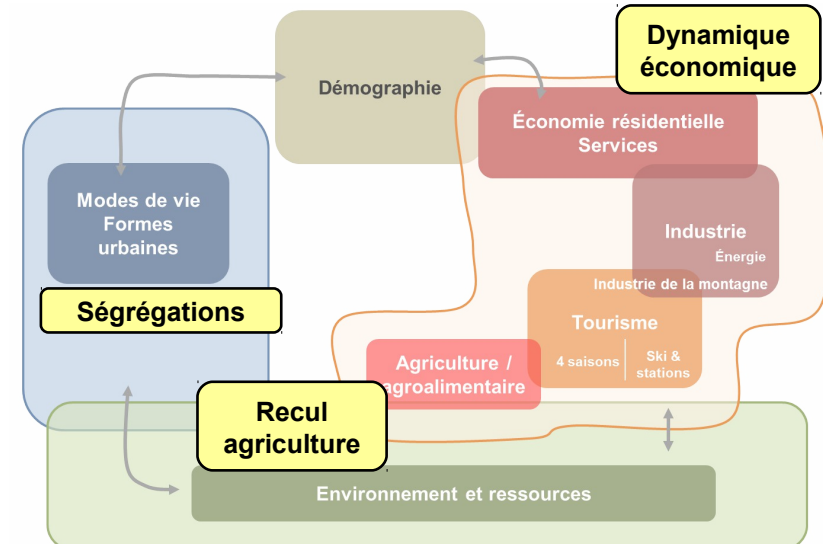 Dynamique
économique
Démographie
Économie résidentielle
Services
Modes de vie
Formes
urbaines
Industrie
Énergie
Industrie de la montagne
Ségrégations
Tourisme
4 saisons
Ski &
stations
Agriculture /
agroalimentaire
Recul
agriculture
Environnement et ressources